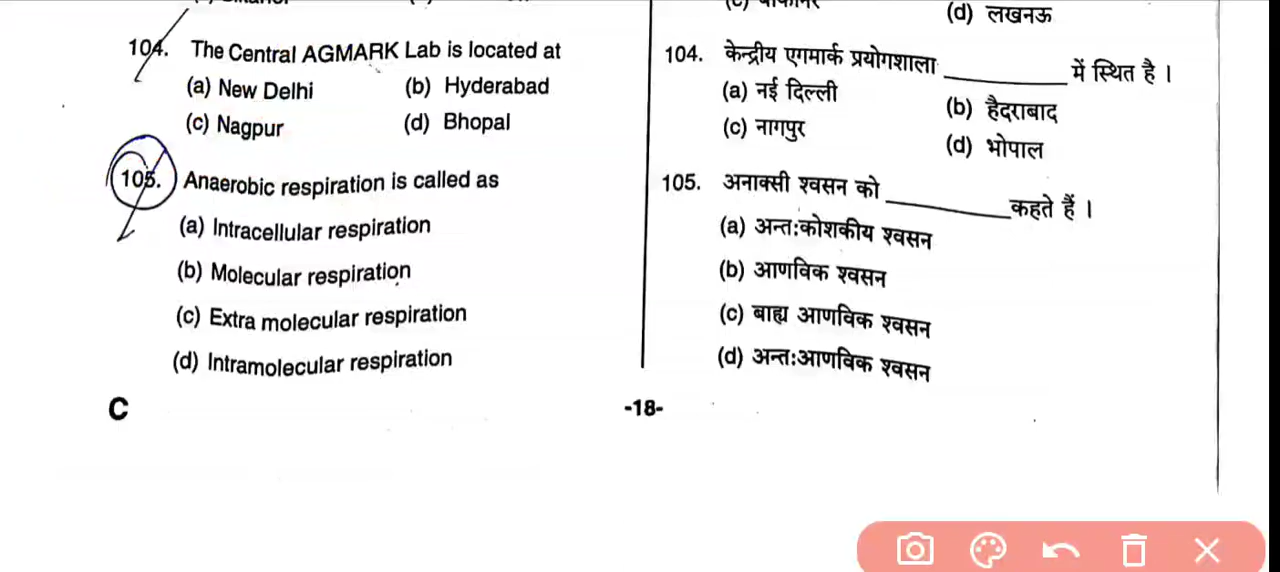 (d) लखनऊ
104. The Central AGMARK Lab is located at
(a) New Delhi (b) Hyderabad
(c) Nagpur (d) Bhopal
105. Anaerobic respiration is called as
(a) Intracellular respiration
(b) Molecular respiration
(c) Extra molecular respiration
(d) Intramolecular respiration
C
104. केन्द्रीय एगमार्क प्रयोगशाला __________ में स्थित है ।
(a) नई दिल्ली (b) हैदराबाद
(c) नागपुर (d) भोपाल
105. अनाक्सी श्वसन को __________ कहते हैं ।
(a) अन्तःकोशकीय श्वसन
(b) आणविक श्वसन
(c) बाह्य आणविक श्वसन
(d) अन्तःआणविक श्वसन
-18-